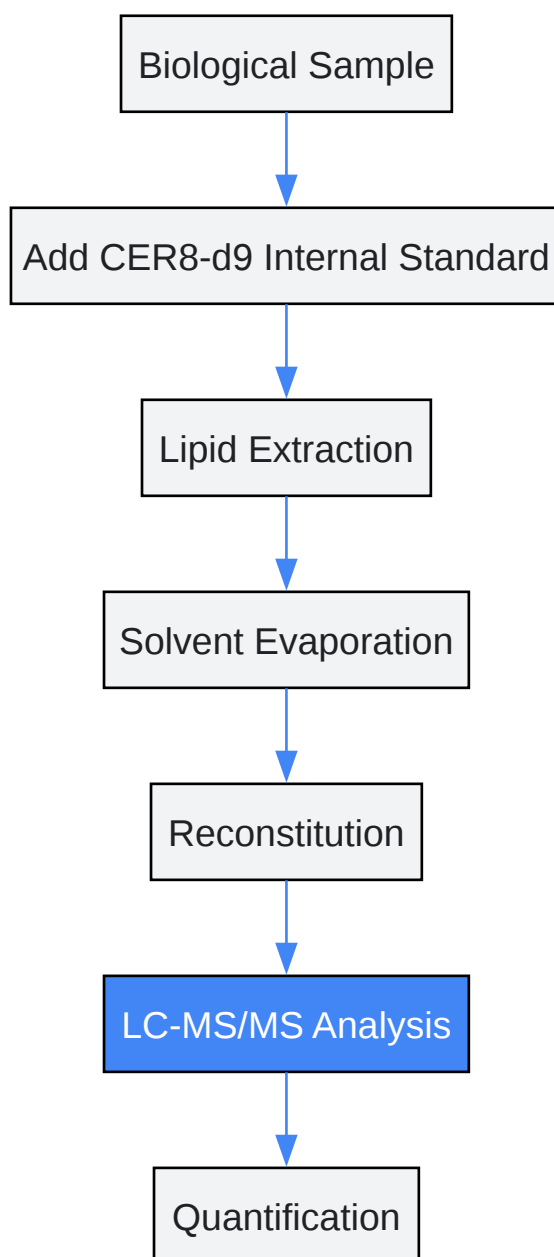 Biological Sample
Add CER8-d9 Internal Standard
Lipid Extraction
Solvent Evaporation
Reconstitution
LC-MS/MS Analysis
Quantification